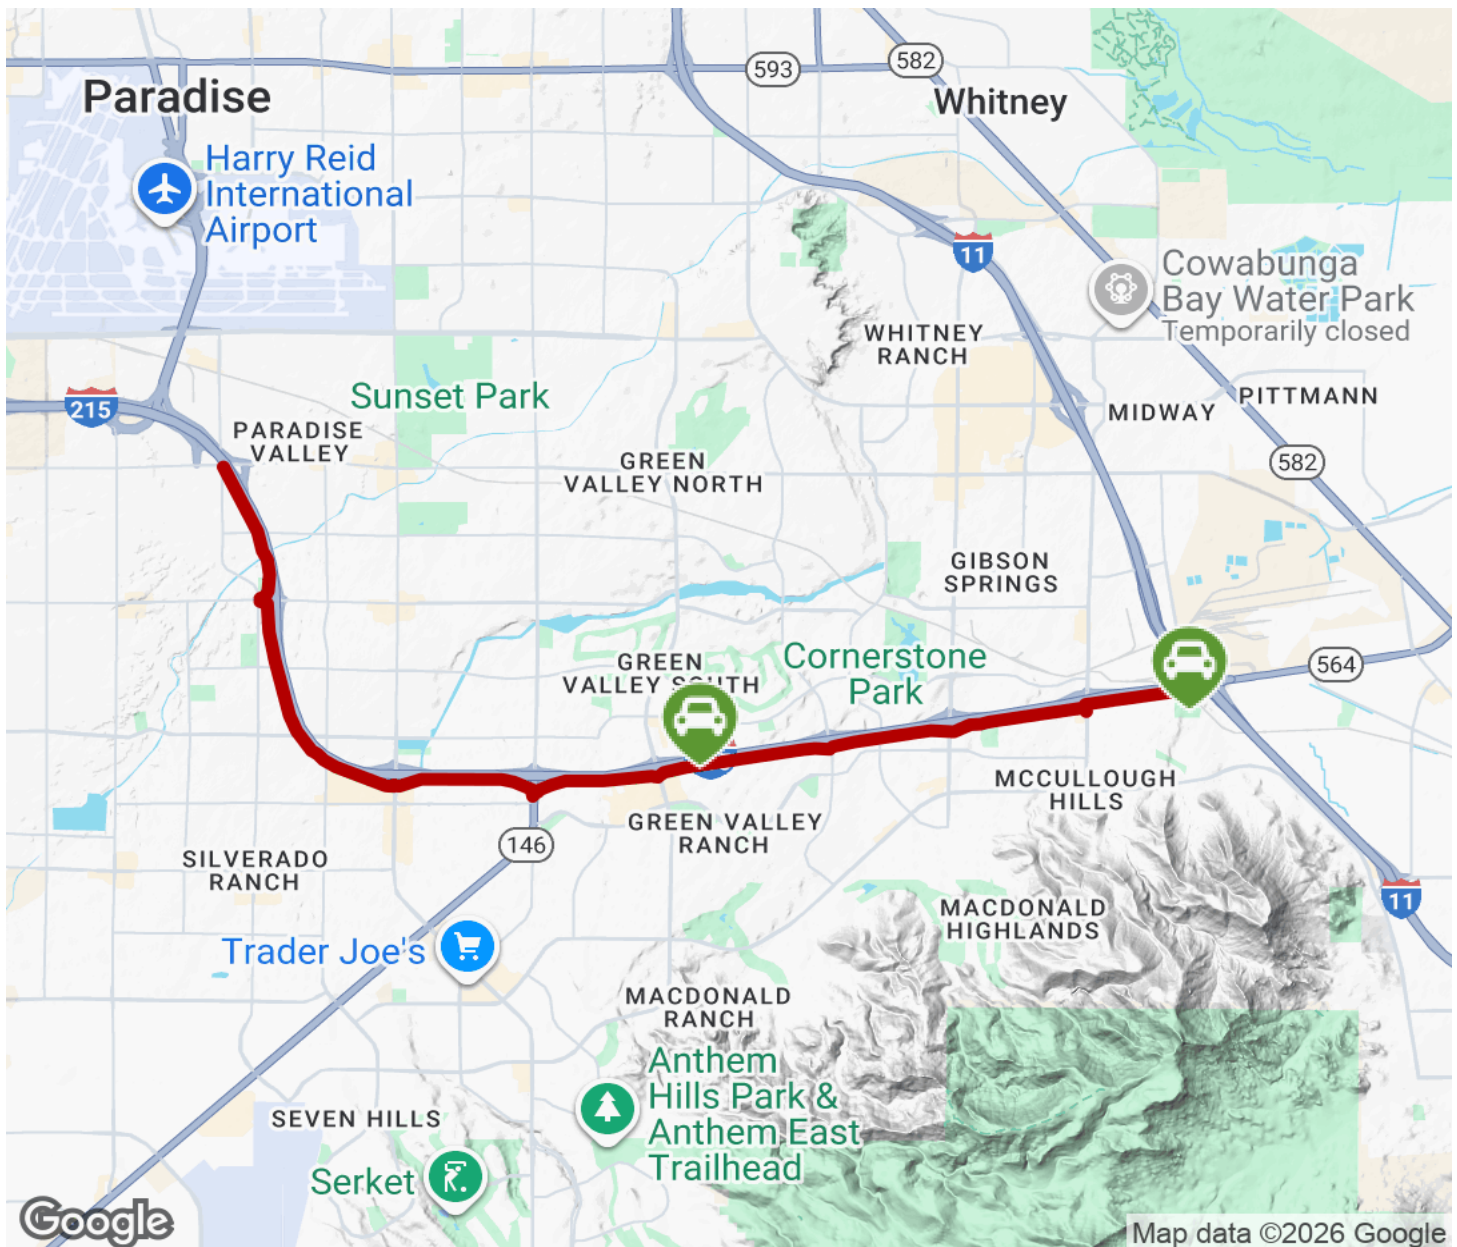 593
582
Paradise
Whitney
Harry Reid
International
Airport
11
Cowabunga
Bay Water Park
Temporarily closed
WHITNEY
RANCH
215
Sunset Park
MIDWAY
PITTMANN
PARADISE
VALLEY
GREEN
VALLEY NORTH
582
GIBSON
SPRINGS
GREEN
VALLEY SOUTH
Cornerstone
Park
564
MCCULLOUGH
HILLS
GREEN VALLEY
RANCH
146
SILVERADO
RANCH
11
MACDONALD
HIGHLANDS
Trader Joe's
MACDONALD
RANCH
Anthem
Hills Park &
Anthem East
Trailhead
SEVEN HILLS
Serket
Google
Map data ©2026 Google